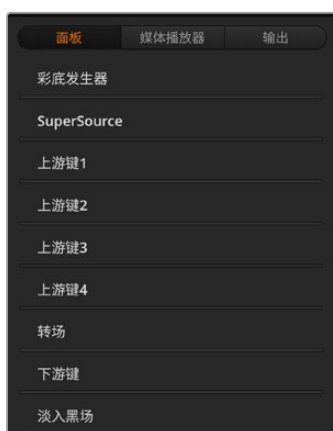 面板 媒体播放器 输出
彩底发生器
SuperSource
上游键1
上游键2
上游键3
上游键4
转场
下游键
淡入黑场